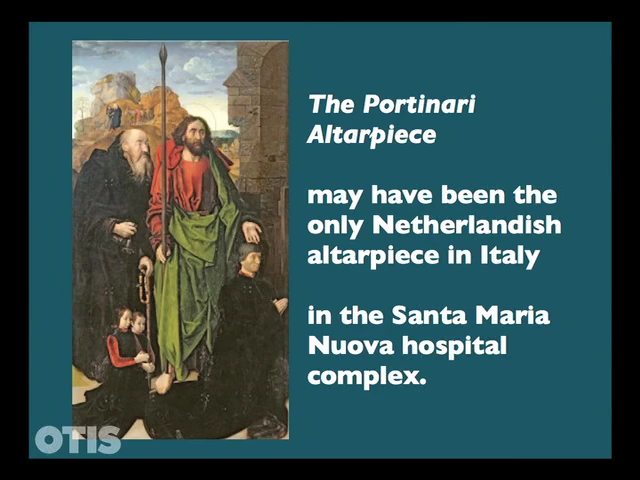 The Portinari
Altarpiece
may have been the
only Netherlandish
altarpiece in Italy
in the Santa Maria
Nuova hospital
complex.
OTIS